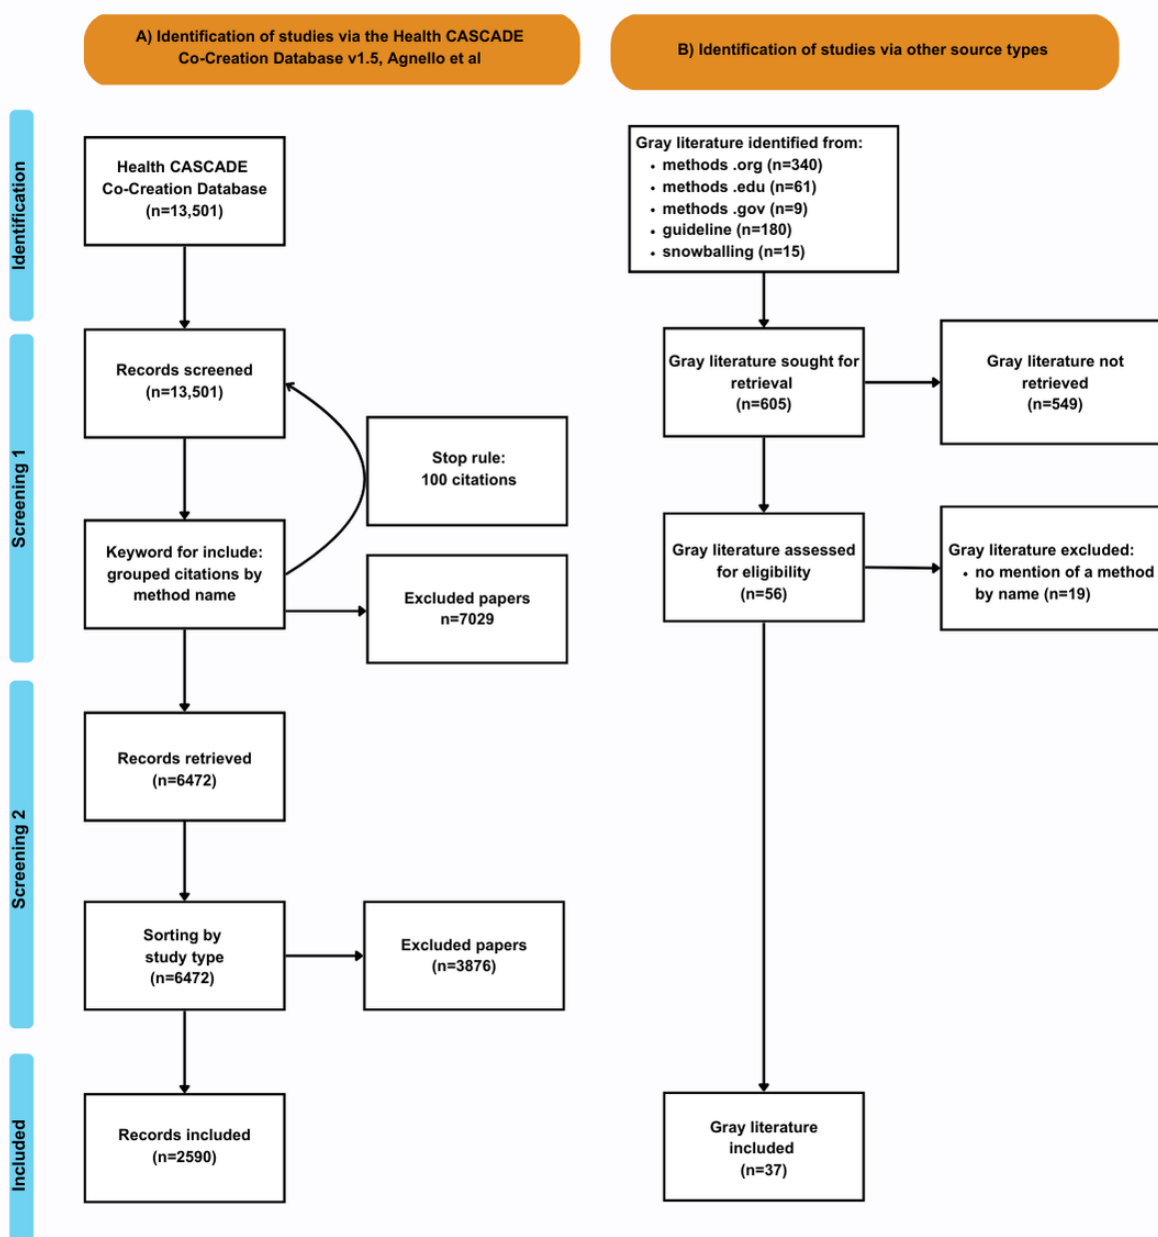 A) Identification of studies via the Health CASCADE
Co-Creation Database v1.5, Agnello et al
B) Identification of studies via other source types
Identification
Health CASCADE
Co-Creation Database
(n=13,501)
Gray literature identified from:
• methods .org (n=340)
• methods .edu (n=61)
• methods .gov (n=9)
• guideline (n=180)
• snowballing (n=15)
Screening 1
Records screened
(n=13,501)
Stop rule:
100 citations
Keyword for include:
grouped citations by
method name
Excluded papers
n=7029
Gray literature sought for
retrieval
(n=605)
Gray literature not
retrieved
(n=549)
Gray literature assessed
for eligibility
(n=56)
Gray literature excluded:
• no mention of a method
by name (n=19)
Screening 2
Records retrieved
(n=6472)
Sorting by
study type
(n=6472)
Excluded papers
(n=3876)
Included
Records included
(n=2590)
Gray literature
included
(n=37)